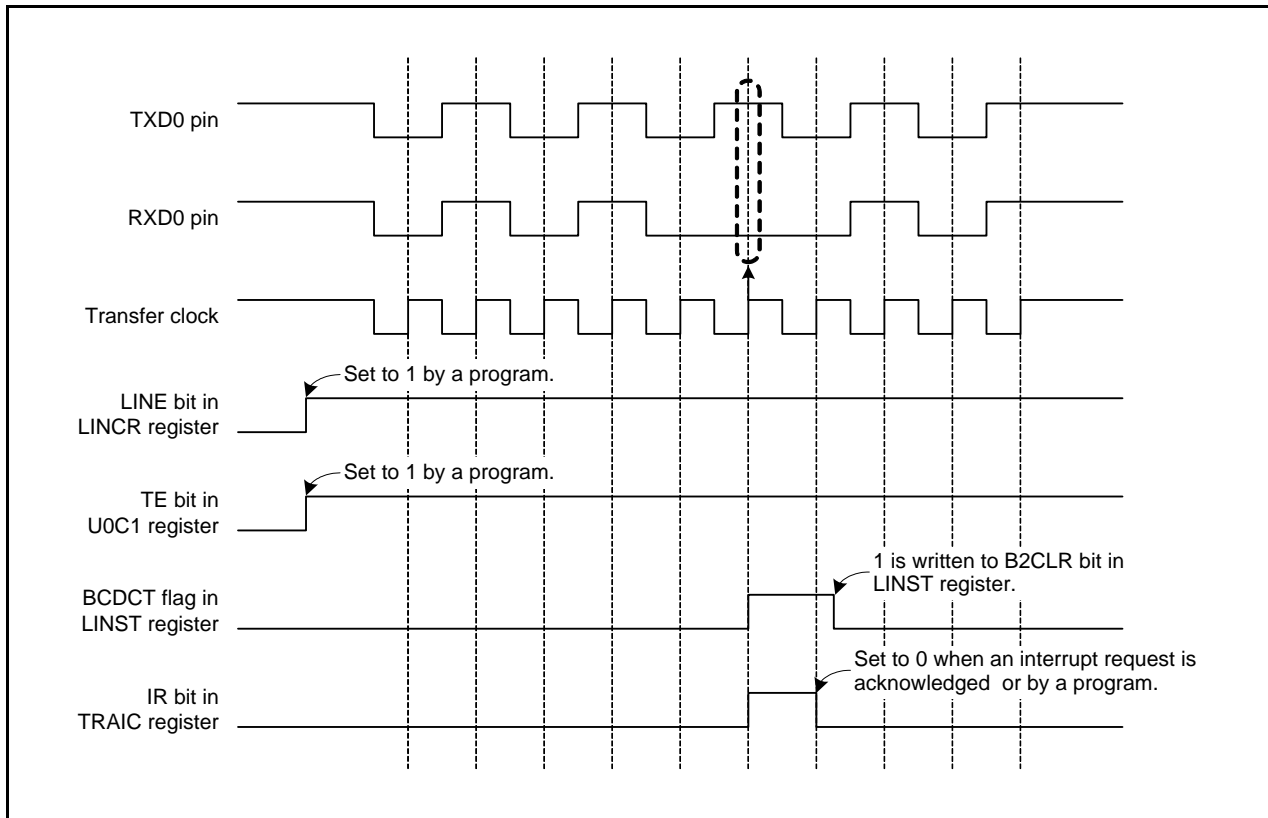 TXD0 pin
RXD0 pin
Transfer clock
Set to 1 by a program.
LINE bit in
LINCR register
Set to 1 by a program.
TE bit in
U0C1 register
1 is written to B2CLR bit in
LINST register.
BCDCT flag in
LINST register
Set to 0 when an interrupt request is
acknowledged or by a program.
IR bit in
TRAIC register